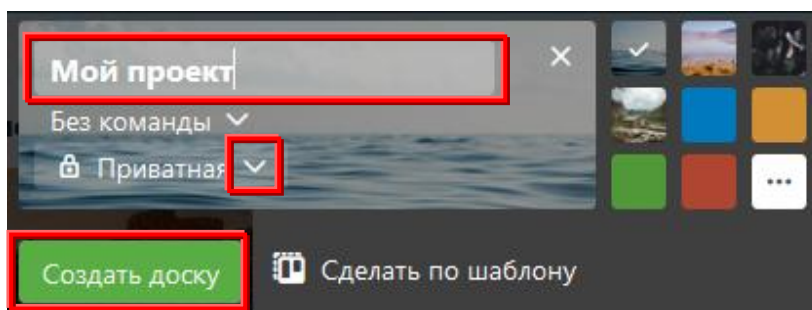 Мой проект
Без команды
Приватная
Создать доску
Сделать по шаблону